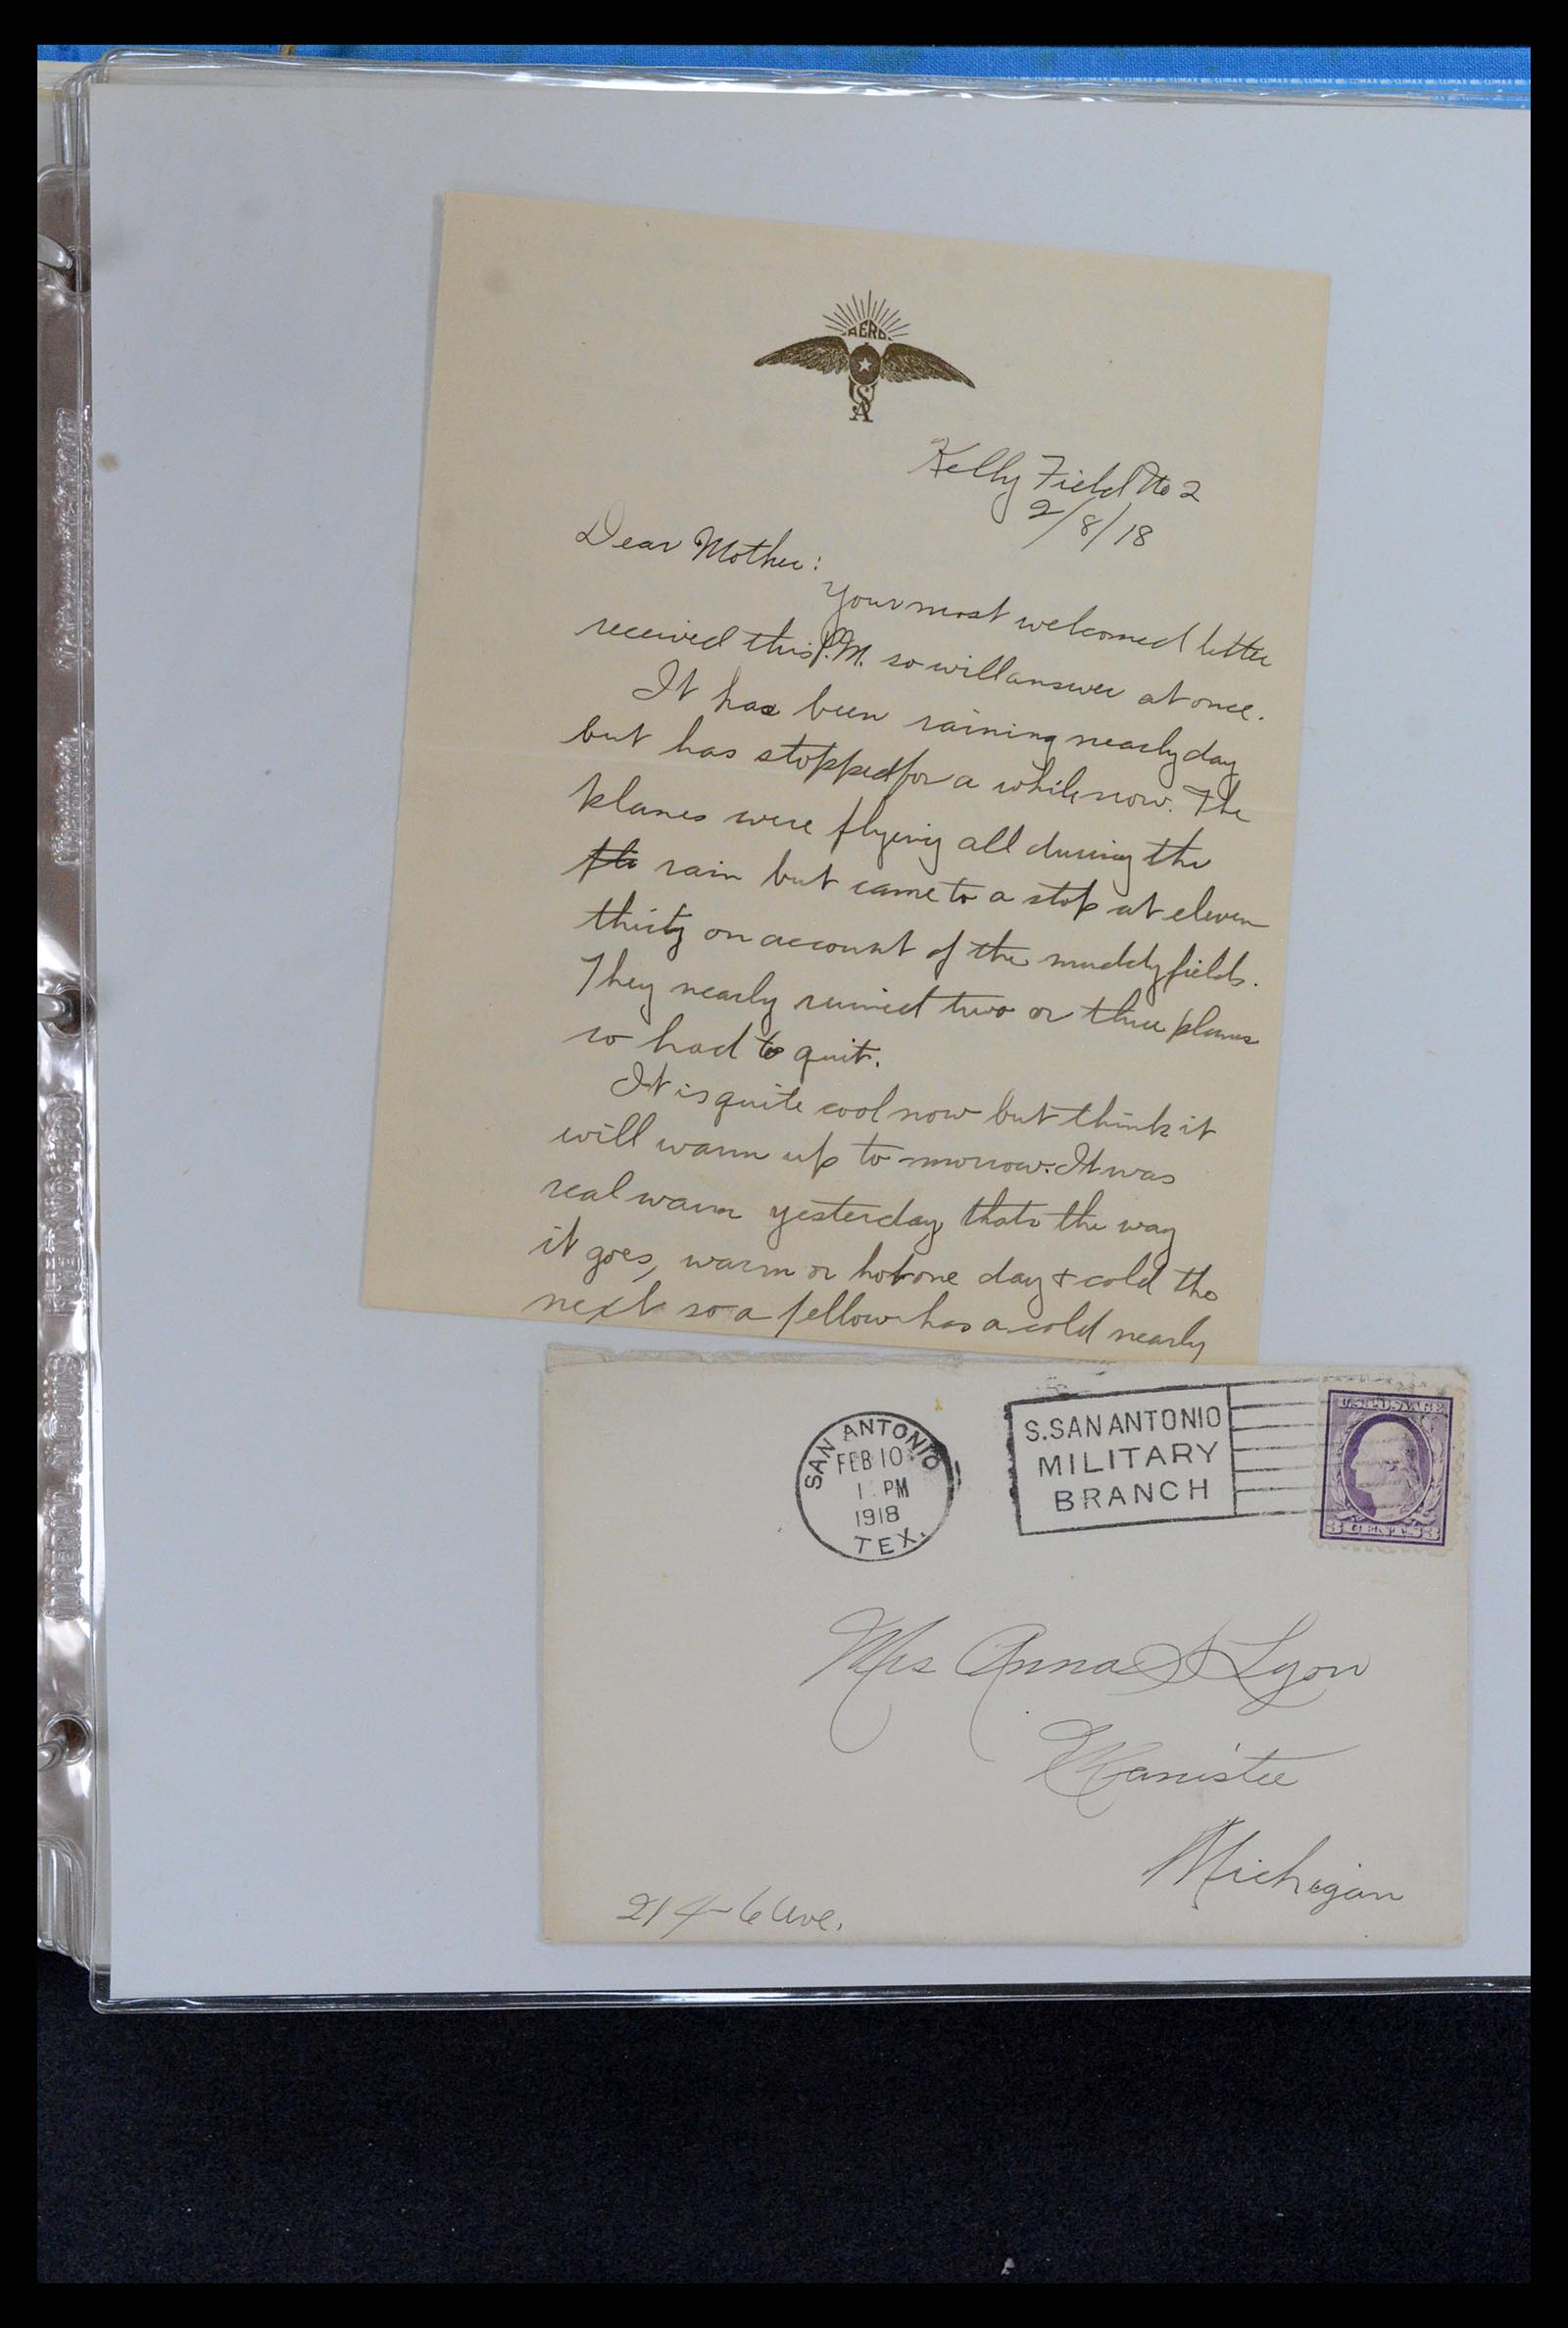 AERO
USA
Kelly Field No 2
2/8/18
Dear Mother:
Your most welcomed letter
received this P.M. so will answer at once.
It has been raining nearly day
but has stopped for a while now. The
planes were flying all during the
the rain but came to a stop at eleven
thirty on account of the muddy fields.
They nearly ruined two or three planes
so had to quit.
It is quite cool now but think it
will warm up to-morrow. It was
real warm yesterday, thats the way
it goes, warm or hot one day & cold the
next so a fellow has a cold nearly
SAN ANTONIO
FEB 10
1 PM
1918
TEX.
S. SAN ANTONIO
MILITARY
BRANCH
U.S. POSTAGE
3 CENTS 3
Mrs Anna S Lyon
Manistee
Michigan
214-6 Ave.